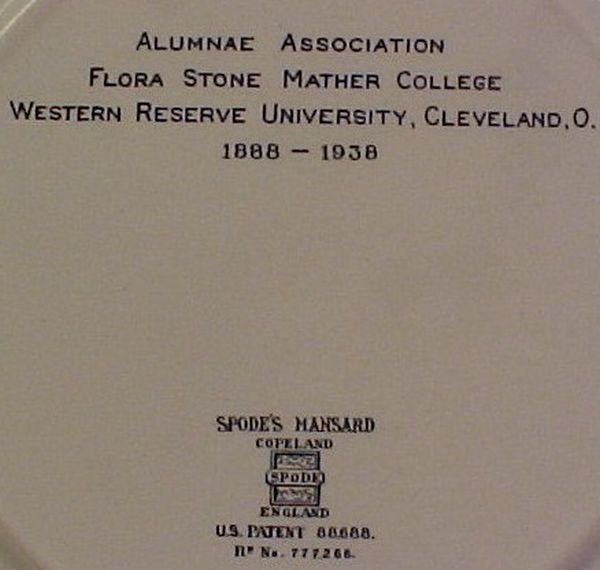 ALUMNAE ASSOCIATION
FLORA STONE MATHER COLLEGE
WESTERN RESERVE UNIVERSITY, CLEVELAND, O.
1888 – 1938
SPODE'S MANSARD
COPELAND
SPODE
ENGLAND
U.S. PATENT 88688.
RD No. 777268.